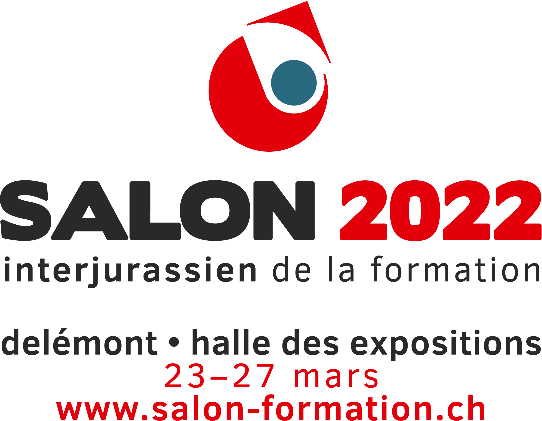 SALON 2022
interjurassien de la formation
delémont • halle des expositions
23–27 mars
www.salon-formation.ch